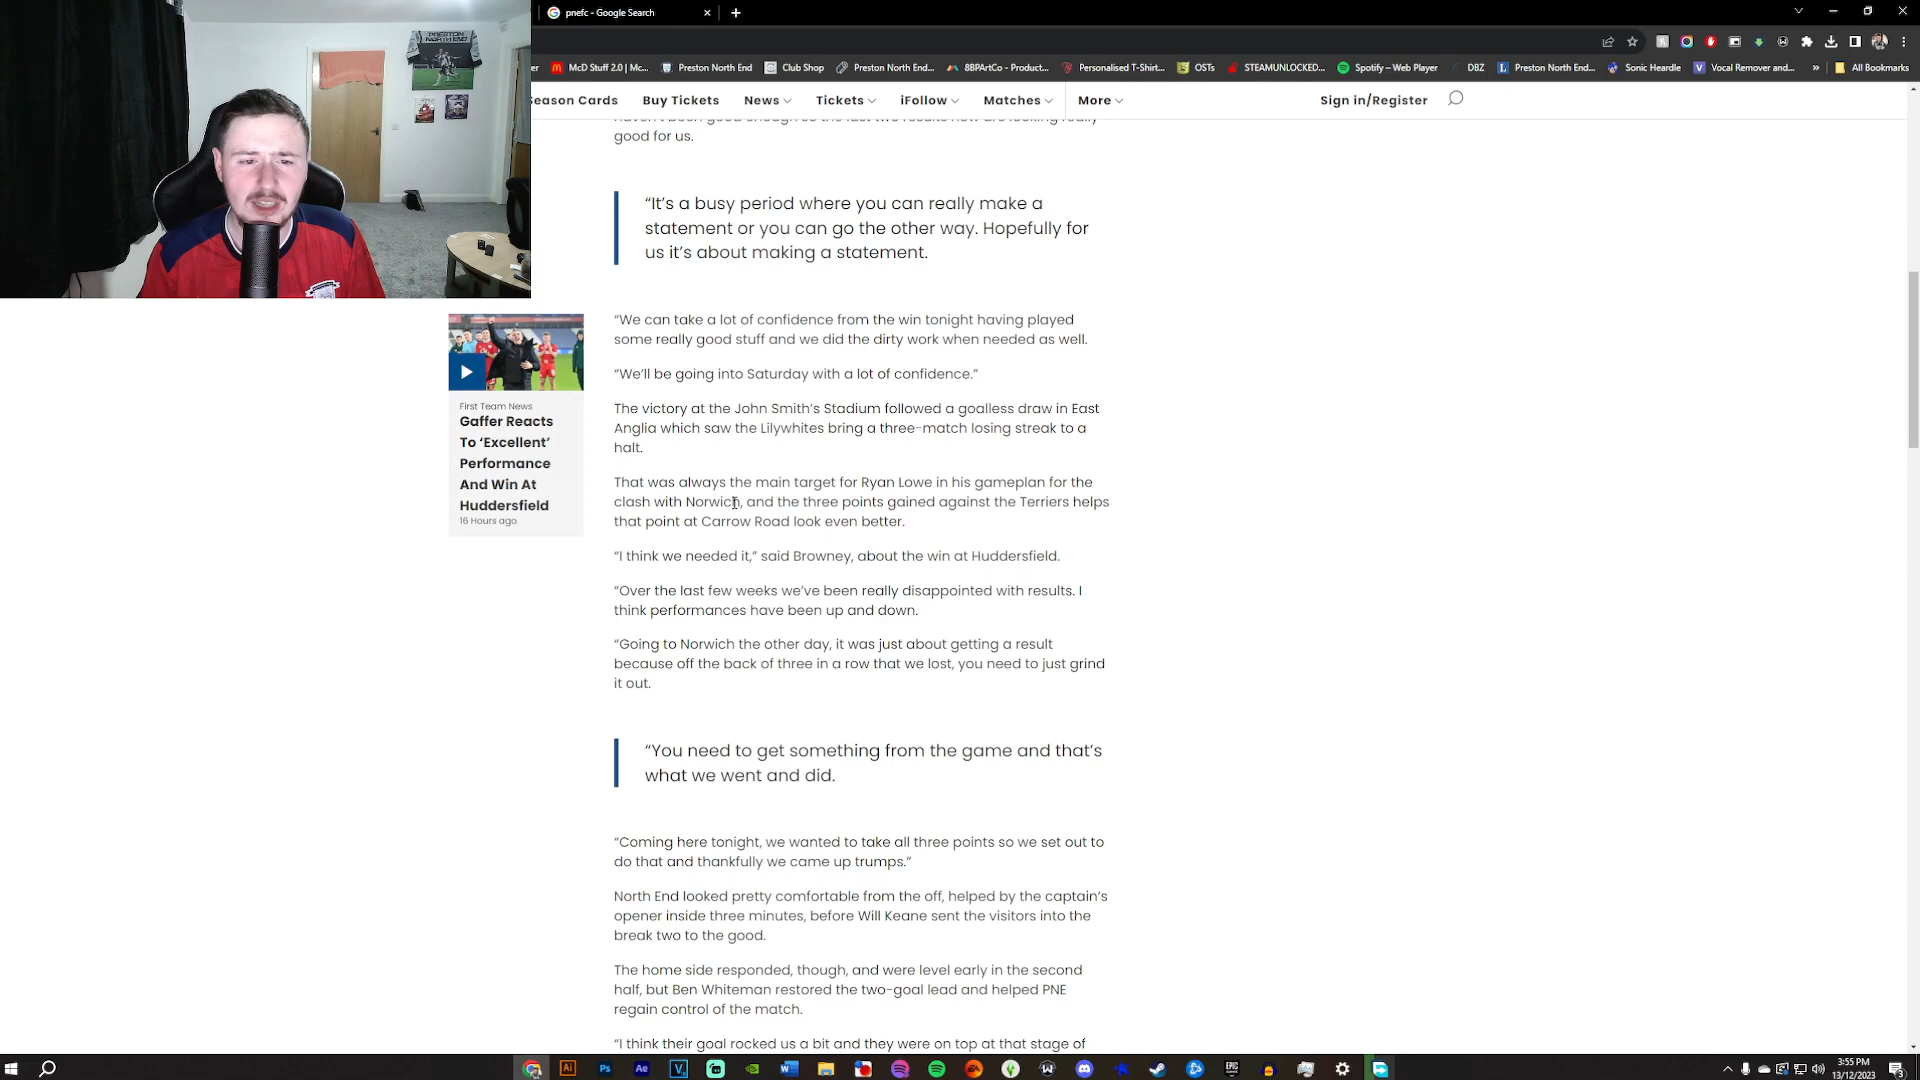 pnefc - Google Search
McD Stuff 2.0 | Mc...
Preston North End
Club Shop
Preston North End...
8BPArtCo - Product...
Personalised T-Shirt...
OSTs
STEAMUNLOCKED...
Spotify – Web Player
DBZ
Preston North End...
Sonic Heardle
Vocal Remover and...
»
All Bookmarks
eason Cards
Buy Tickets
News
Tickets
iFollow
Matches
More
Sign in/Register
PRESTON
NORTH END
good for us.
“It’s a busy period where you can really make a
statement or you can go the other way. Hopefully for
us it’s about making a statement.
“We can take a lot of confidence from the win tonight having played
some really good stuff and we did the dirty work when needed as well.
“We’ll be going into Saturday with a lot of confidence.”
First Team News
Gaffer Reacts
To ‘Excellent’
Performance
And Win At
Huddersfield
16 Hours ago
The victory at the John Smith’s Stadium followed a goalless draw in East
Anglia which saw the Lilywhites bring a three-match losing streak to a
halt.
That was always the main target for Ryan Lowe in his gameplan for the
clash with Norwich, and the three points gained against the Terriers helps
that point at Carrow Road look even better.
“I think we needed it,” said Browney, about the win at Huddersfield.
“Over the last few weeks we’ve been really disappointed with results. I
think performances have been up and down.
“Going to Norwich the other day, it was just about getting a result
because off the back of three in a row that we lost, you need to just grind
it out.
“You need to get something from the game and that’s
what we went and did.
“Coming here tonight, we wanted to take all three points so we set out to
do that and thankfully we came up trumps.”
North End looked pretty comfortable from the off, helped by the captain’s
opener inside three minutes, before Will Keane sent the visitors into the
break two to the good.
The home side responded, though, and were level early in the second
half, but Ben Whiteman restored the two-goal lead and helped PNE
regain control of the match.
“I think their goal rocked us a bit and they were on top at that stage of
3:55 PM
13/12/2023